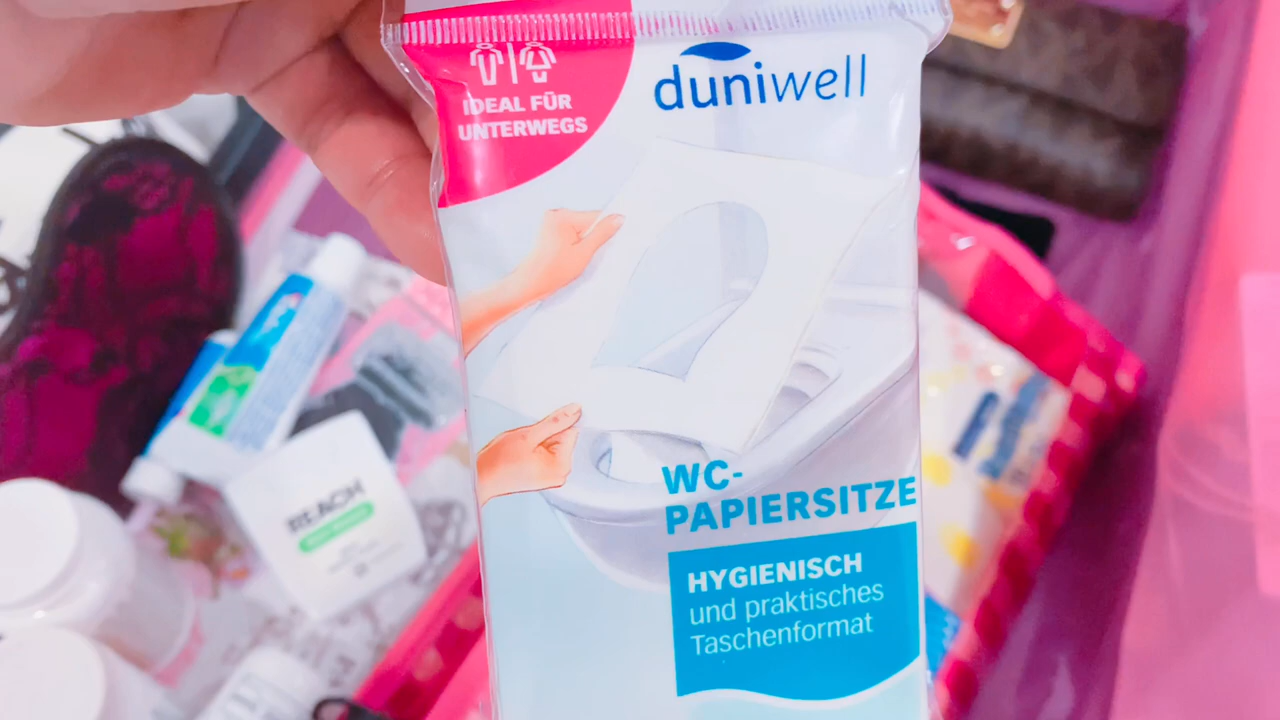 IDEAL FÜR
UNTERWEGS
duniwell
WC-
PAPIERSITZE
HYGIENISCH
und praktisches
Taschenformat
REACH